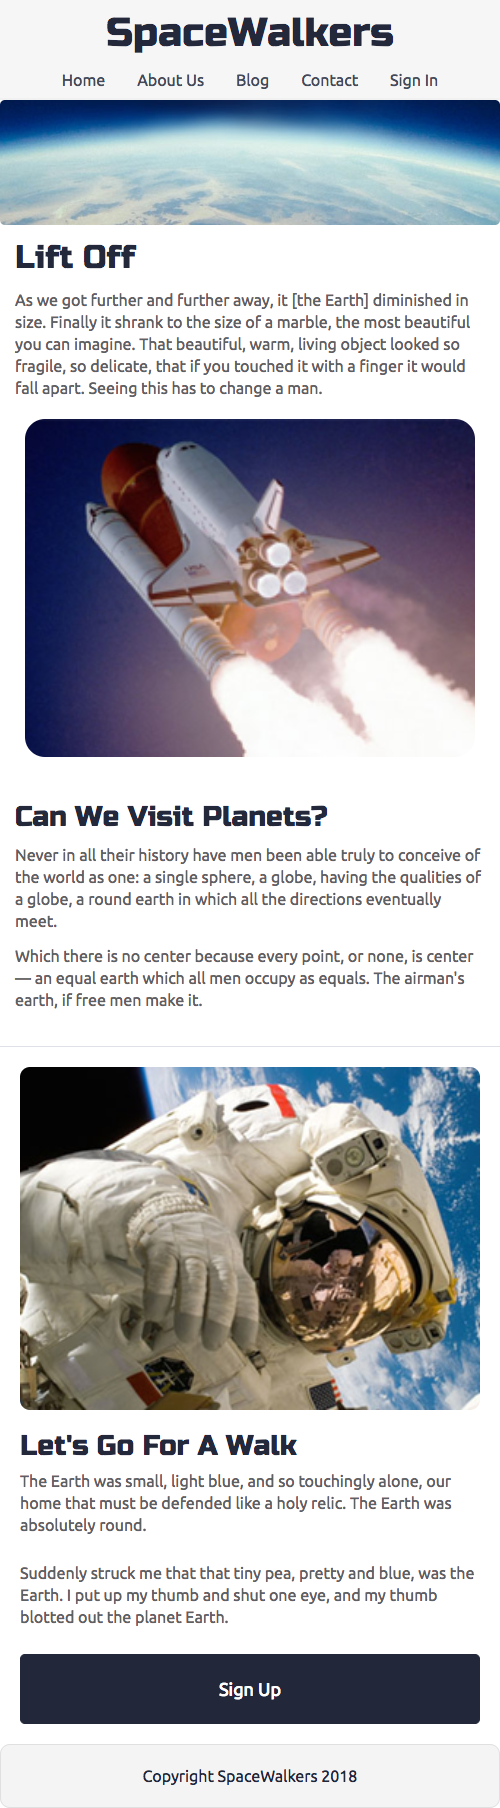 SpaceWalkers
Home About Us Blog Contact Sign In
Lift Off
As we got further and further away, it [the Earth] diminished in
size. Finally it shrank to the size of a marble, the most beautiful
you can imagine. That beautiful, warm, living object looked so
fragile, so delicate, that if you touched it with a finger it would
fall apart. Seeing this has to change a man.
USA
Can We Visit Planets?
Never in all their history have men been able truly to conceive of
the world as one: a single sphere, a globe, having the qualities of
a globe, a round earth in which all the directions eventually
meet.
Which there is no center because every point, or none, is center
— an equal earth which all men occupy as equals. The airman's
earth, if free men make it.
Let's Go For A Walk
The Earth was small, light blue, and so touchingly alone, our
home that must be defended like a holy relic. The Earth was
absolutely round.
Suddenly struck me that that tiny pea, pretty and blue, was the
Earth. I put up my thumb and shut one eye, and my thumb
blotted out the planet Earth.
Sign Up
Copyright SpaceWalkers 2018